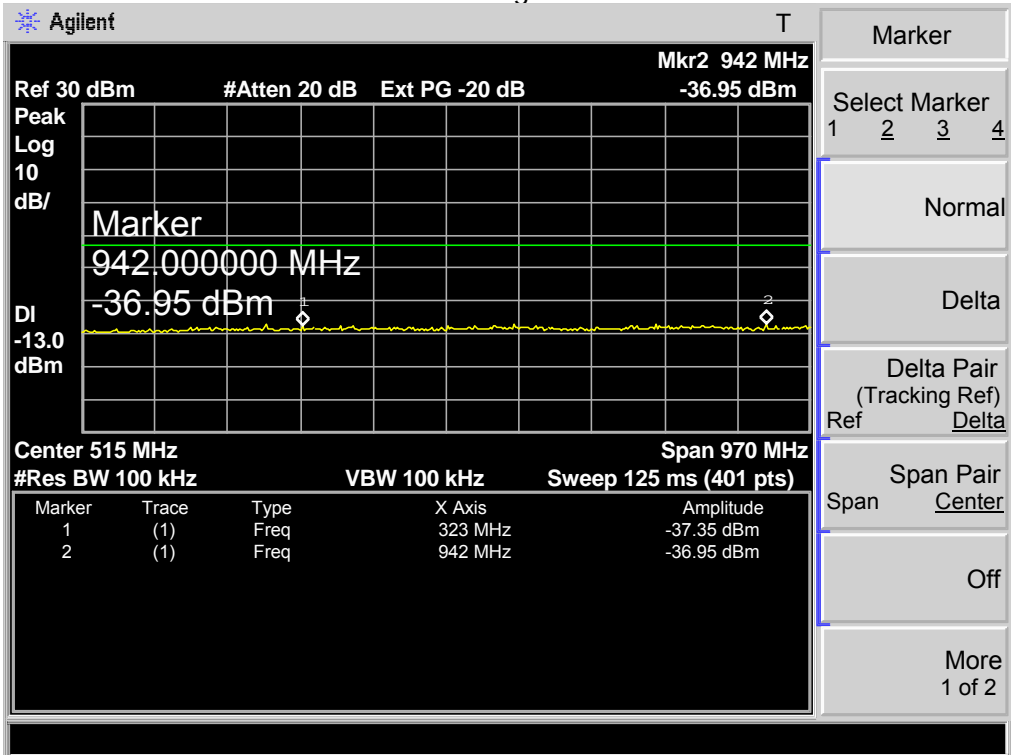 Agilent T
Mkr2 942 MHz
Ref 30 dBm #Atten 20 dB Ext PG -20 dB -36.95 dBm
Peak
Log
10
dB/
Marker
942.000000 MHz
-36.95 dBm
1
2
DI
-13.0
dBm
Center 515 MHz Span 970 MHz
#Res BW 100 kHz VBW 100 kHz Sweep 125 ms (401 pts)
Marker Trace Type X Axis Amplitude
1 (1) Freq 323 MHz -37.35 dBm
2 (1) Freq 942 MHz -36.95 dBm
Marker
Select Marker
1 2 3 4
Normal
Delta
Delta Pair
(Tracking Ref)
Ref Delta
Span Pair
Span Center
Off
More
1 of 2